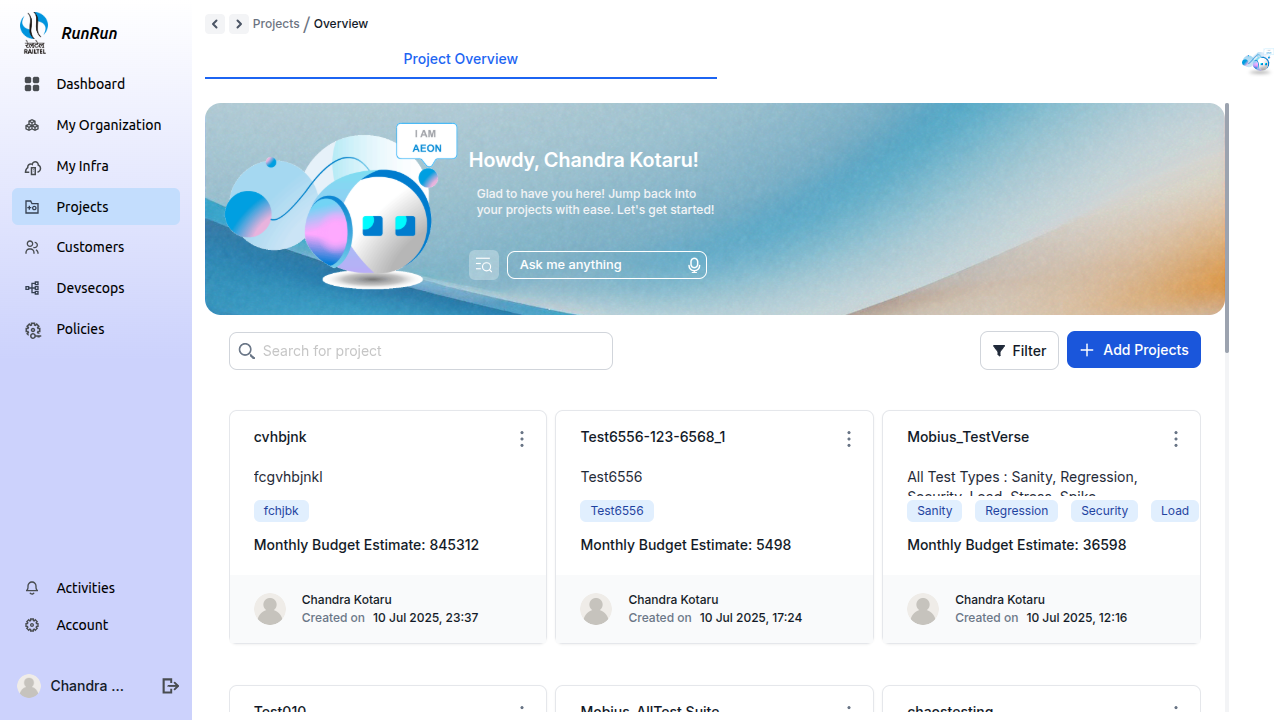 रेलटेल
RAILTEL
RunRun
Projects / Overview
Dashboard
My Organization
My Infra
Projects
Customers
Devsecops
Policies
Activities
Account
Chandra ...
Project Overview
I AM
AEON
Howdy, Chandra Kotaru!
Glad to have you here! Jump back into
your projects with ease. Let's get started!
Ask me anything
Search for project
Filter
Add Projects
cvhbjnk
fcgvhbjnkl
fchjbk
Monthly Budget Estimate: 845312
Chandra Kotaru
Created on 10 Jul 2025, 23:37
Test6556-123-6568_1
Test6556
Test6556
Monthly Budget Estimate: 5498
Chandra Kotaru
Created on 10 Jul 2025, 17:24
Mobius_TestVerse
All Test Types : Sanity, Regression,
Security, Load, Stress, Spike
Sanity Regression Security Load
Monthly Budget Estimate: 36598
Chandra Kotaru
Created on 10 Jul 2025, 12:16
Test010
Mobius_AllTest Suite
chaostesting